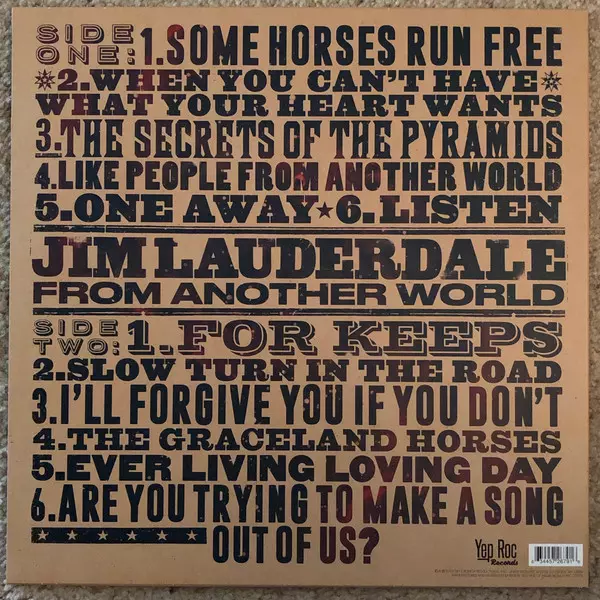 SIDE ONE: 1. SOME HORSES RUN FREE
2. WHEN YOU CAN'T HAVE
WHAT YOUR HEART WANTS
3. THE SECRETS OF THE PYRAMIDS
4. LIKE PEOPLE FROM ANOTHER WORLD
5. ONE AWAY ★ 6. LISTEN
JIM LAUDERDALE
FROM ANOTHER WORLD
SIDE TWO: 1. FOR KEEPS
2. SLOW TURN IN THE ROAD
3. I'LL FORGIVE YOU IF YOU DON'T
4. THE GRACELAND HORSES
5. EVER LIVING LOVING DAY
6. ARE YOU TRYING TO MAKE A SONG
OUT OF US?
Yep Roc
Records